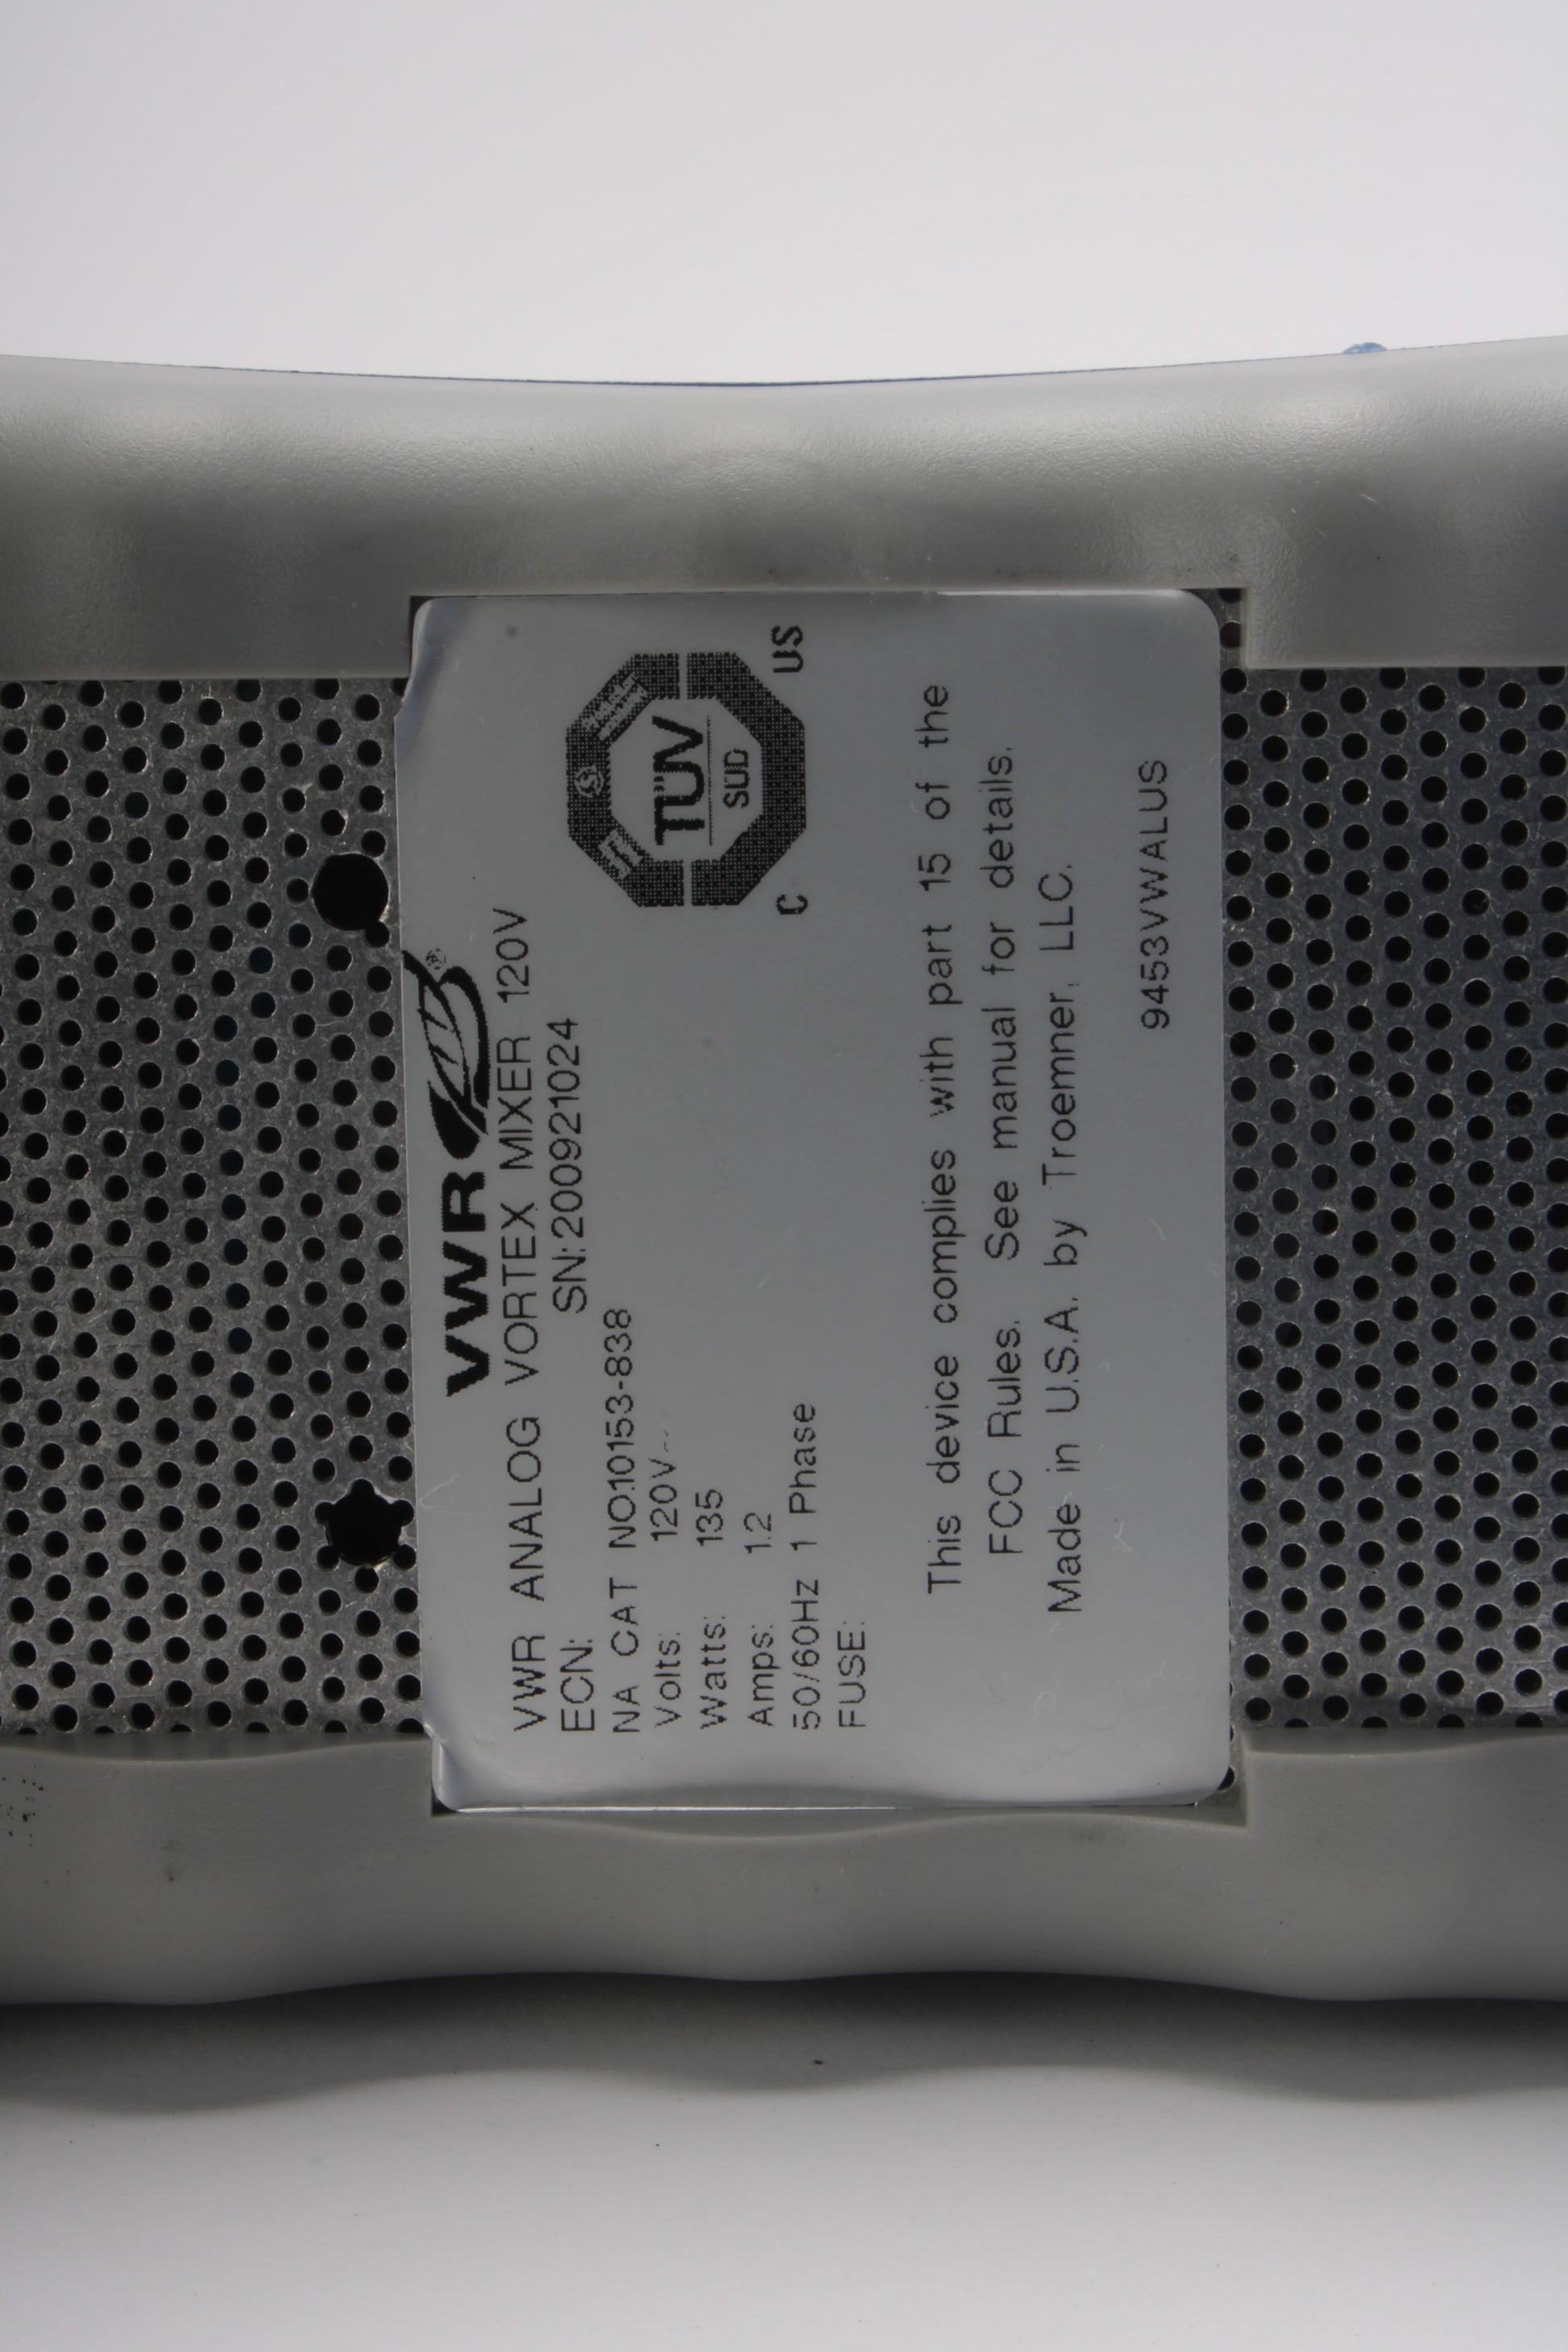 VWR®
VWR ANALOG VORTEX MIXER 120V
ECN: SN:200921024
NA CAT NO.10153-838
Volts: 120V~
Watts: 135
Amps: 1.2
50/60Hz 1 Phase
FUSE:
TÜV
SÜD
C US
This device complies with part 15 of the
FCC Rules. See manual for details.
Made in U.S.A. by Troemner, LLC.
9453VWALUS